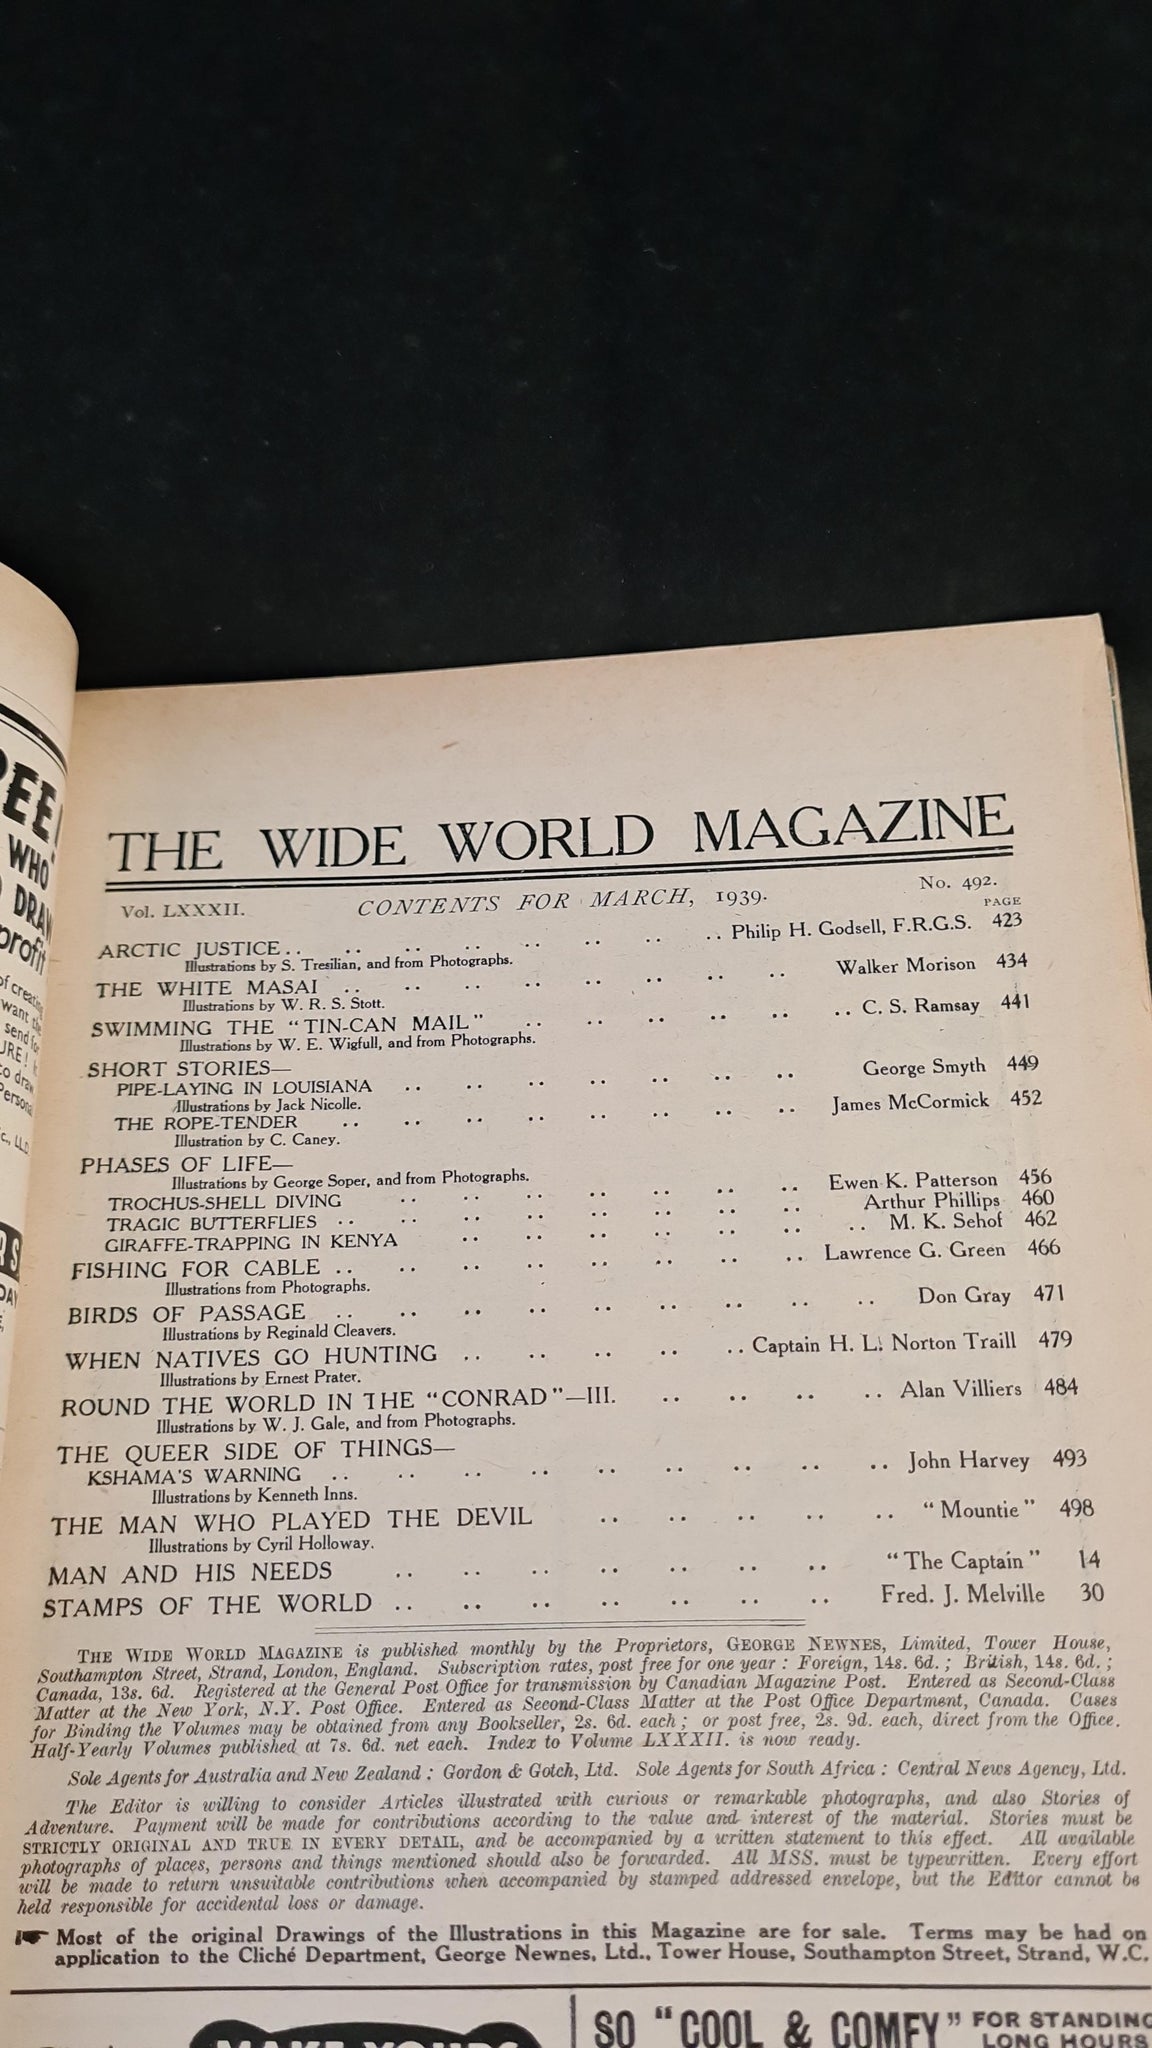 REE!
WHO
DRAW
profit
of creating
want the
send for
to draw
Personal
THE WIDE WORLD MAGAZINE
Vol. LXXXII. CONTENTS FOR MARCH, 1939. No. 492.
PAGE
ARCTIC JUSTICE.. .. .. .. .. .. .. .. Philip H. Godsell, F.R.G.S. 423
Illustrations by S. Tresilian, and from Photographs.
THE WHITE MASAI .. .. .. .. .. .. .. .. Walker Morison 434
Illustrations by W. R. S. Stott.
SWIMMING THE "TIN-CAN MAIL" .. .. .. .. .. .. C. S. Ramsay 441
Illustrations by W. E. Wigfull, and from Photographs.
SHORT STORIES—
PIPE-LAYING IN LOUISIANA .. .. .. .. .. .. .. George Smyth 449
Illustrations by Jack Nicolle.
THE ROPE-TENDER .. .. .. .. .. .. .. .. James McCormick 452
Illustration by C. Caney.
PHASES OF LIFE—
Illustrations by George Soper, and from Photographs.
TROCHUS-SHELL DIVING .. .. .. .. .. .. .. Ewen K. Patterson 456
TRAGIC BUTTERFLIES .. .. .. .. .. .. .. .. Arthur Phillips 460
GIRAFFE-TRAPPING IN KENYA .. .. .. .. .. .. .. M. K. Sehof 462
FISHING FOR CABLE .. .. .. .. .. .. .. .. Lawrence G. Green 466
Illustrations from Photographs.
BIRDS OF PASSAGE .. .. .. .. .. .. .. .. .. Don Gray 471
Illustrations by Reginald Cleavers.
WHEN NATIVES GO HUNTING .. .. .. .. .. Captain H. L. Norton Traill 479
Illustrations by Ernest Prater.
ROUND THE WORLD IN THE "CONRAD"—III. .. .. .. .. Alan Villiers 484
Illustrations by W. J. Gale, and from Photographs.
THE QUEER SIDE OF THINGS—
KSHAMA'S WARNING .. .. .. .. .. .. .. .. .. John Harvey 493
Illustrations by Kenneth Inns.
THE MAN WHO PLAYED THE DEVIL .. .. .. .. .. "Mountie" 498
Illustrations by Cyril Holloway.
MAN AND HIS NEEDS .. .. .. .. .. .. .. "The Captain" 14
STAMPS OF THE WORLD .. .. .. .. .. .. .. Fred. J. Melville 30
THE WIDE WORLD MAGAZINE is published monthly by the Proprietors, GEORGE NEWNES, Limited, Tower House,
Southampton Street, Strand, London, England. Subscription rates, post free for one year : Foreign, 14s. 6d. ; British, 14s. 6d. ;
Canada, 13s. 6d. Registered at the General Post Office for transmission by Canadian Magazine Post. Entered as Second-Class
Matter at the New York, N.Y. Post Office. Entered as Second-Class Matter at the Post Office Department, Canada. Cases
for Binding the Volumes may be obtained from any Bookseller, 2s. 6d. each ; or post free, 2s. 9d. each, direct from the Office.
Half-Yearly Volumes published at 7s. 6d. net each. Index to Volume LXXXII. is now ready.
Sole Agents for Australia and New Zealand : Gordon & Gotch, Ltd. Sole Agents for South Africa : Central News Agency, Ltd.
The Editor is willing to consider Articles illustrated with curious or remarkable photographs, and also Stories of
Adventure. Payment will be made for contributions according to the value and interest of the material. Stories must be
STRICTLY ORIGINAL AND TRUE IN EVERY DETAIL, and be accompanied by a written statement to this effect. All available
photographs of places, persons and things mentioned should also be forwarded. All MSS. must be typewritten. Every effort
will be made to return unsuitable contributions when accompanied by stamped addressed envelope, but the Editor cannot be
held responsible for accidental loss or damage.
Most of the original Drawings of the Illustrations in this Magazine are for sale. Terms may be had on
application to the Cliché Department, George Newnes, Ltd., Tower House, Southampton Street, Strand, W.C.
MAKE YOURS
SO "COOL & COMFY" FOR STANDING
LONG HOURS